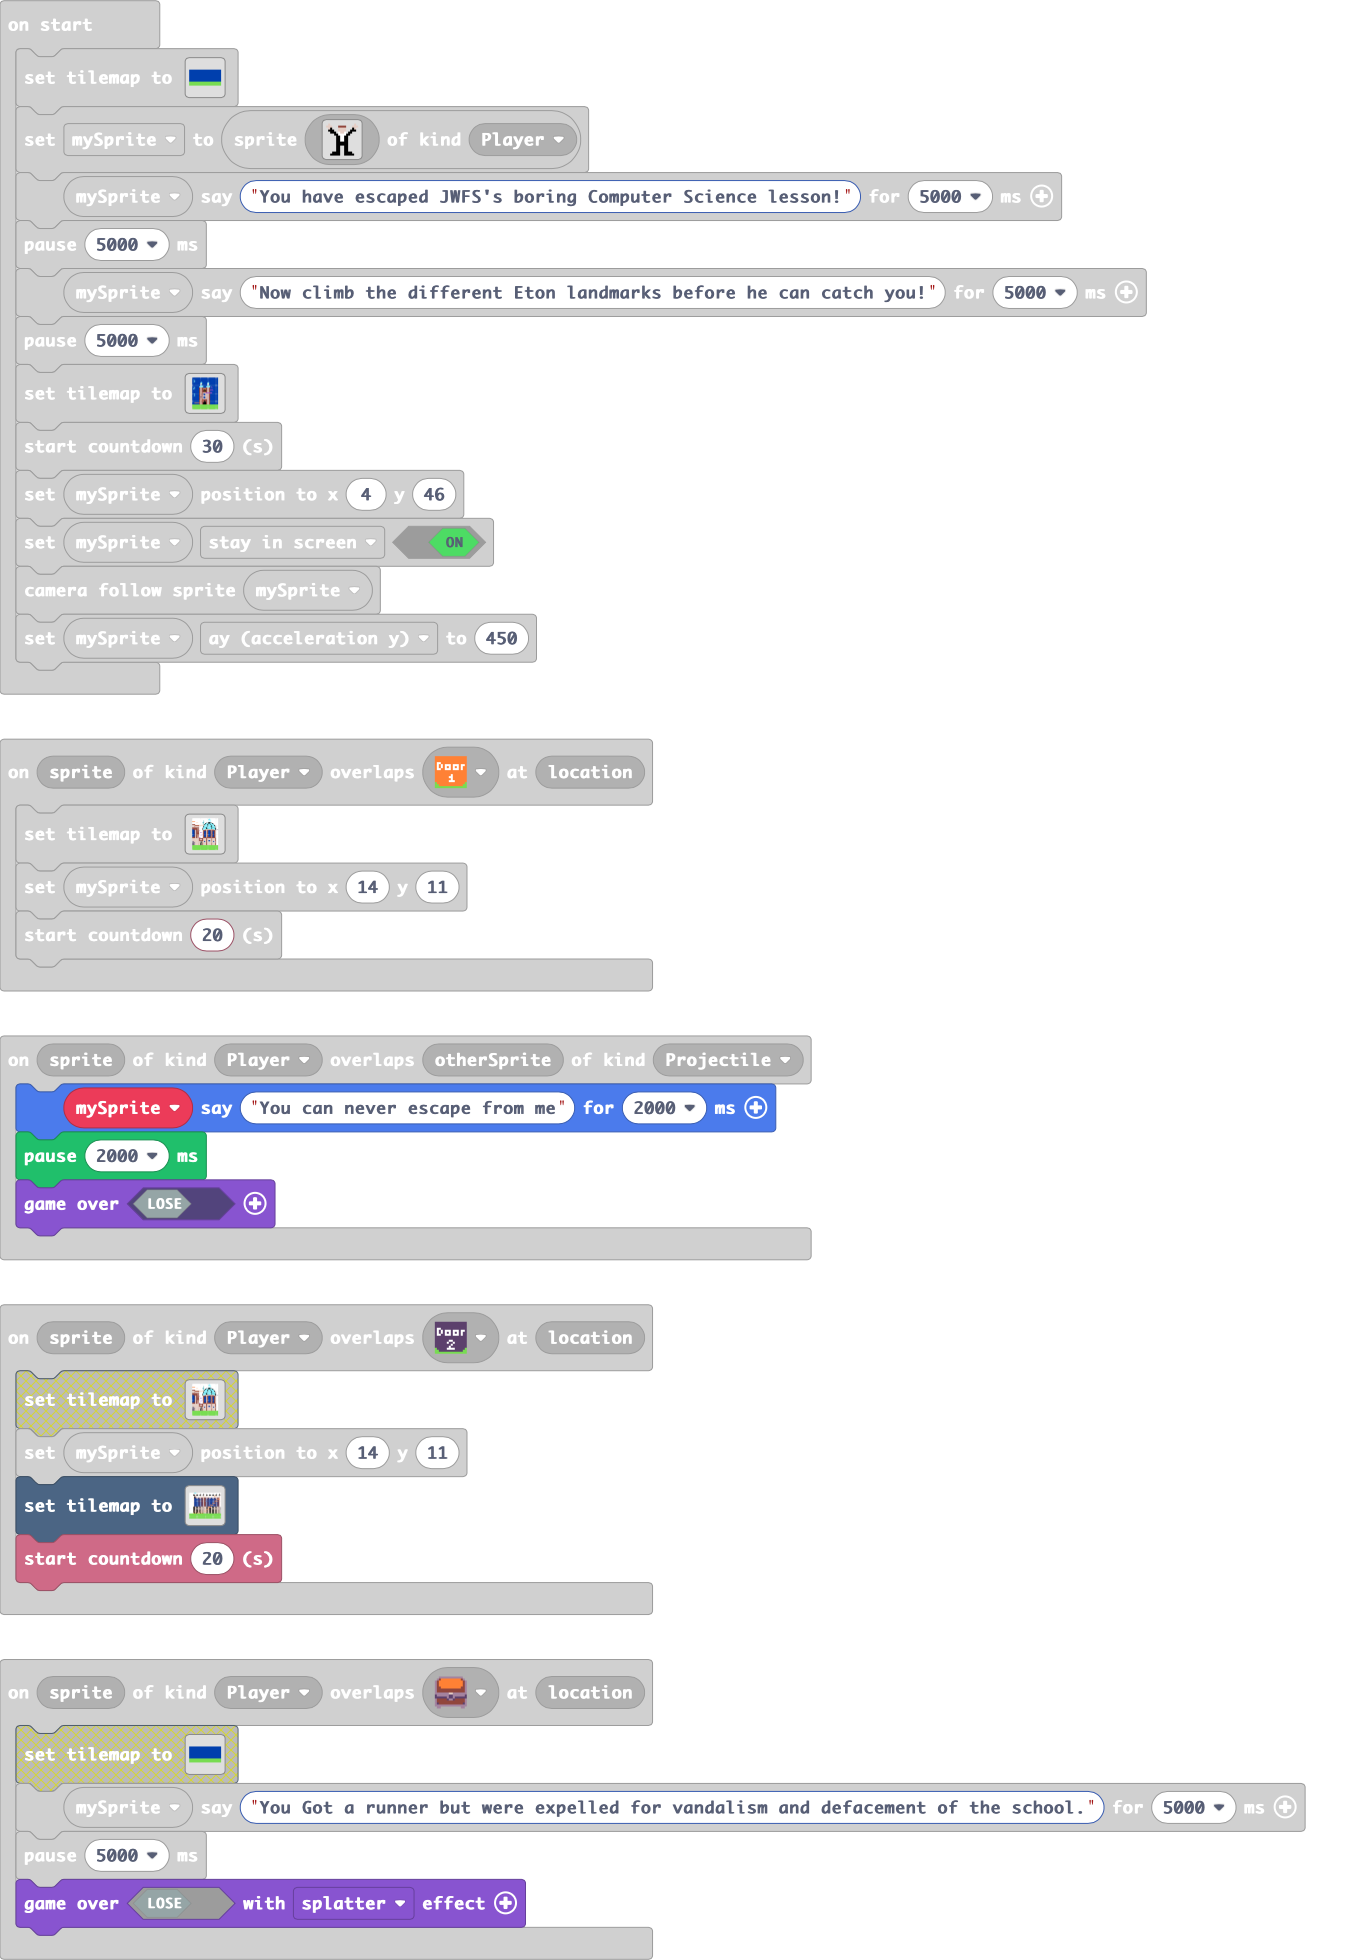 on start
set tilemap to
set mySprite to sprite of kind Player
mySprite say "You have escaped JWFS's boring Computer Science lesson!" for 5000 ms
pause 5000 ms
mySprite say "Now climb the different Eton landmarks before he can catch you!" for 5000 ms
pause 5000 ms
set tilemap to
start countdown 30 (s)
set mySprite position to x 4 y 46
set mySprite stay in screen ON
camera follow sprite mySprite
set mySprite ay (acceleration y) to 450
on sprite of kind Player overlaps Door 1 at location
set tilemap to
set mySprite position to x 14 y 11
start countdown 20 (s)
on sprite of kind Player overlaps otherSprite of kind Projectile
mySprite say "You can never escape from me" for 2000 ms
pause 2000 ms
game over LOSE
on sprite of kind Player overlaps Door 2 at location
set tilemap to
set mySprite position to x 14 y 11
set tilemap to
start countdown 20 (s)
on sprite of kind Player overlaps at location
set tilemap to
mySprite say "You Got a runner but were expelled for vandalism and defacement of the school." for 5000 ms
pause 5000 ms
game over LOSE with splatter effect